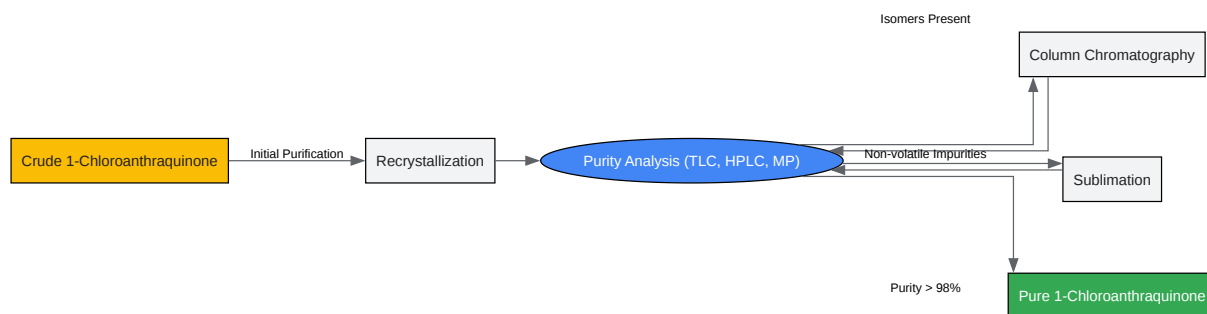 Isomers Present
Column Chromatography
Crude 1-Chloroanthraquinone
Initial Purification
Recrystallization
Purity Analysis (TLC, HPLC, MP)
Non-volatile Impurities
Sublimation
Purity > 98%
Pure 1-Chloroanthraquinone